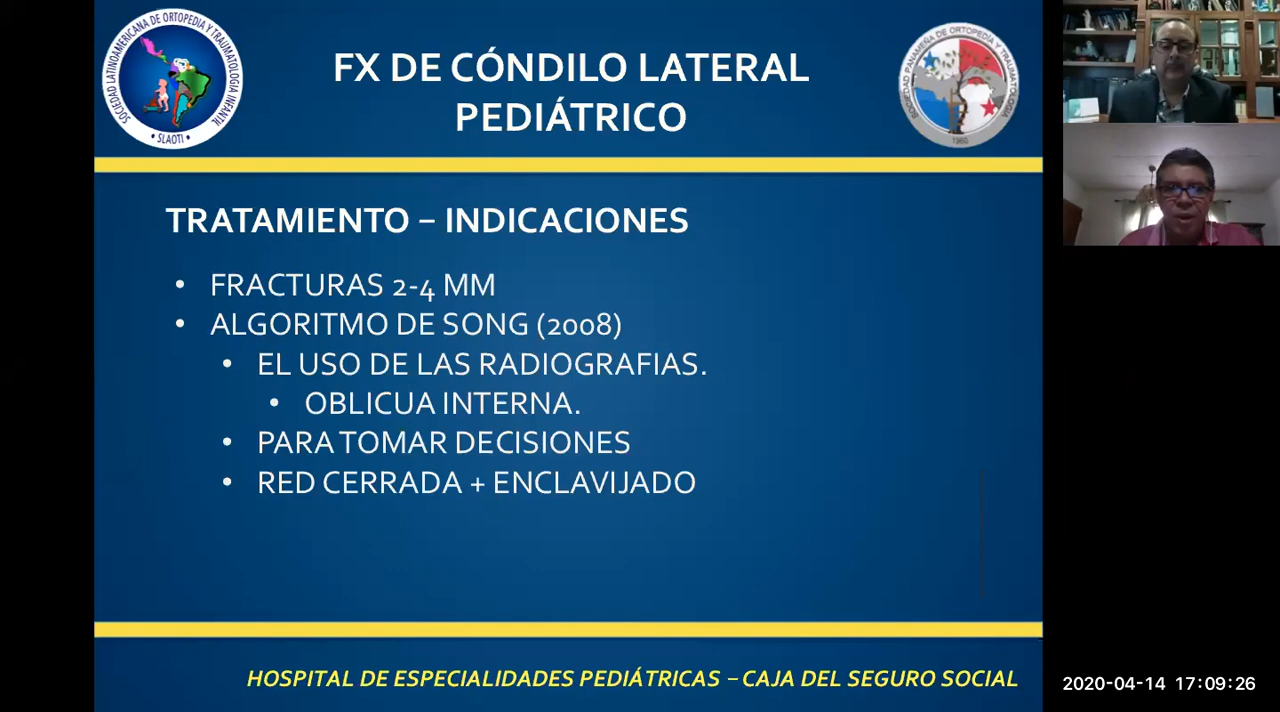 SOCIEDAD LATINOAMERICANA DE ORTOPEDIA Y TRAUMATOLOGIA INFANTIL
• SLAOTI •
FX DE CÓNDILO LATERAL
PEDIÁTRICO
SOCIEDAD PANAMEÑA DE ORTOPEDIA Y TRAUMATOLOGIA
1960
TRATAMIENTO – INDICACIONES
• FRACTURAS 2-4 MM
• ALGORITMO DE SONG (2008)
• EL USO DE LAS RADIOGRAFIAS.
• OBLICUA INTERNA.
• PARA TOMAR DECISIONES
• RED CERRADA + ENCLAVIJADO
HOSPITAL DE ESPECIALIDADES PEDIÁTRICAS – CAJA DEL SEGURO SOCIAL
2020-04-14 17:09:26